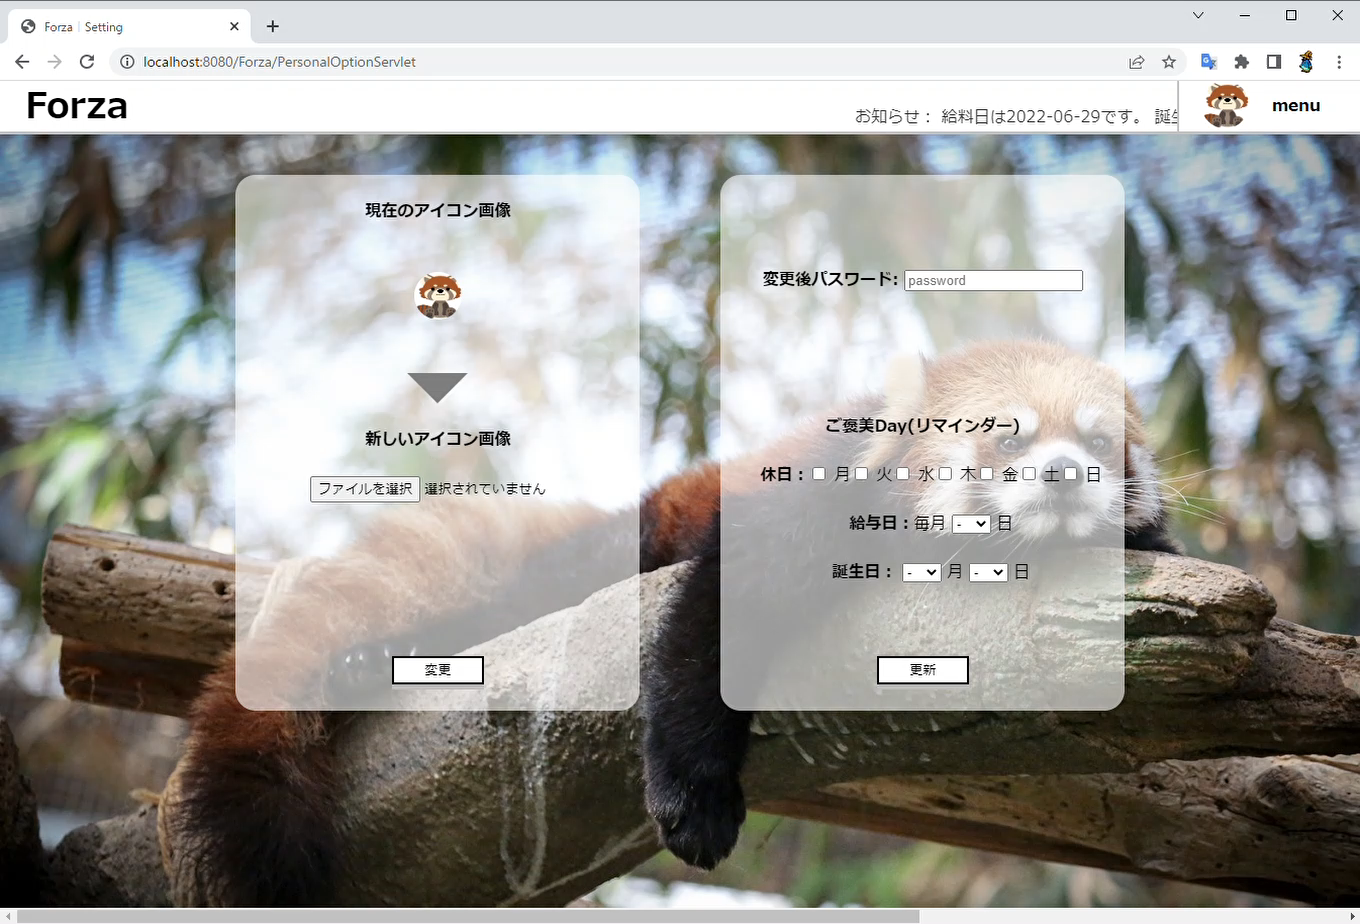 Forza | Setting
localhost:8080/Forza/PersonalOptionServlet
Forza
お知らせ： 給料日は2022-06-29です。 誕生
menu
現在のアイコン画像
新しいアイコン画像
ファイルを選択 選択されていません
変更
変更後パスワード: password
ご褒美Day(リマインダー)
休日： 月 火 水 木 金 土 日
給与日：毎月 - 日
誕生日： - 月 - 日
更新